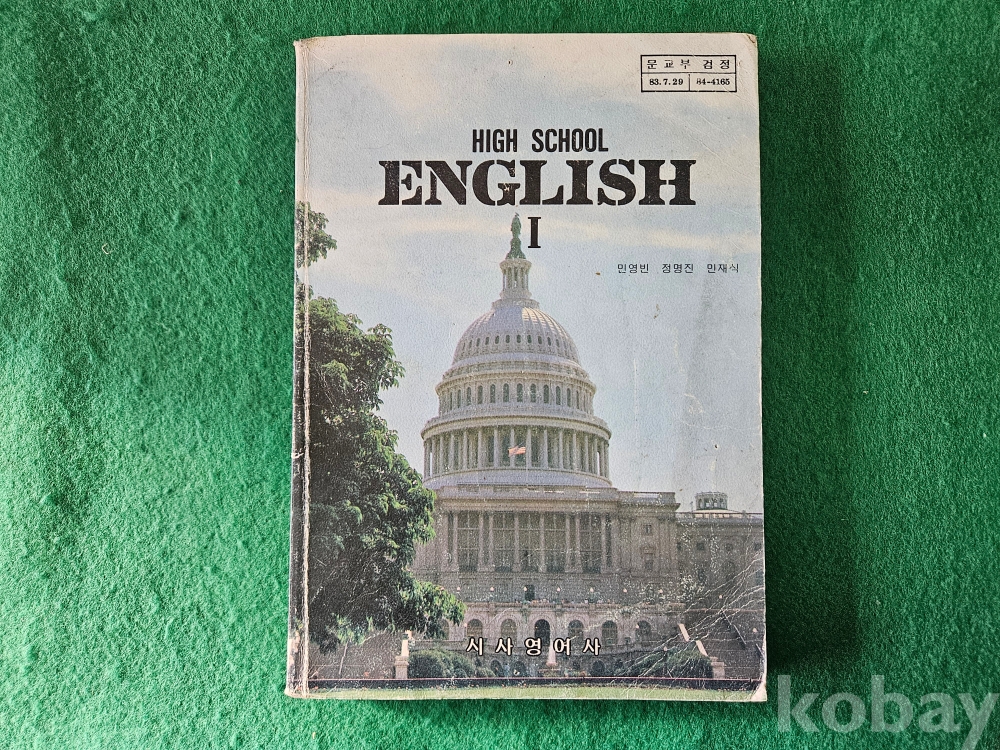 문교부 검정
83.7.29 84-4165
HIGH SCHOOL
ENGLISH
I
민영빈 정명진 민재식
시사영어사
kobay